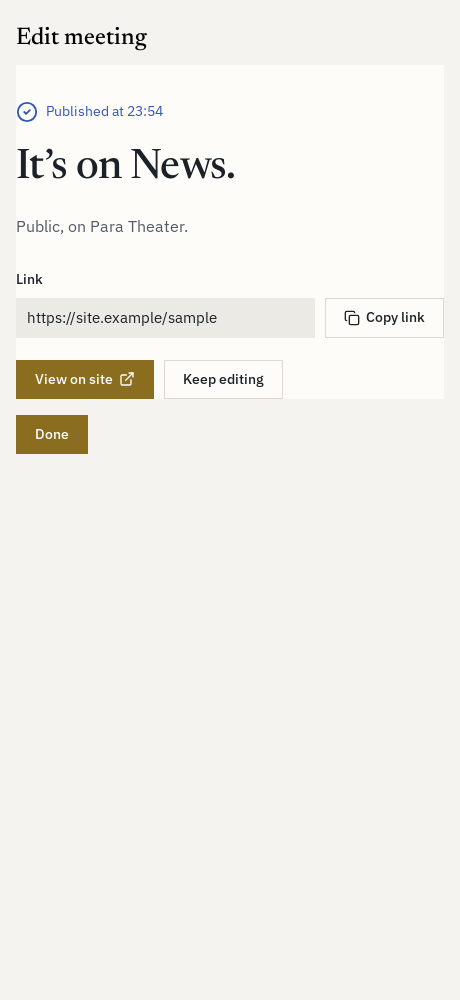 Edit meeting
Published at 23:54
It’s on News.
Public, on Para Theater.
Link
https://site.example/sample
Copy link
View on site
Keep editing
Done